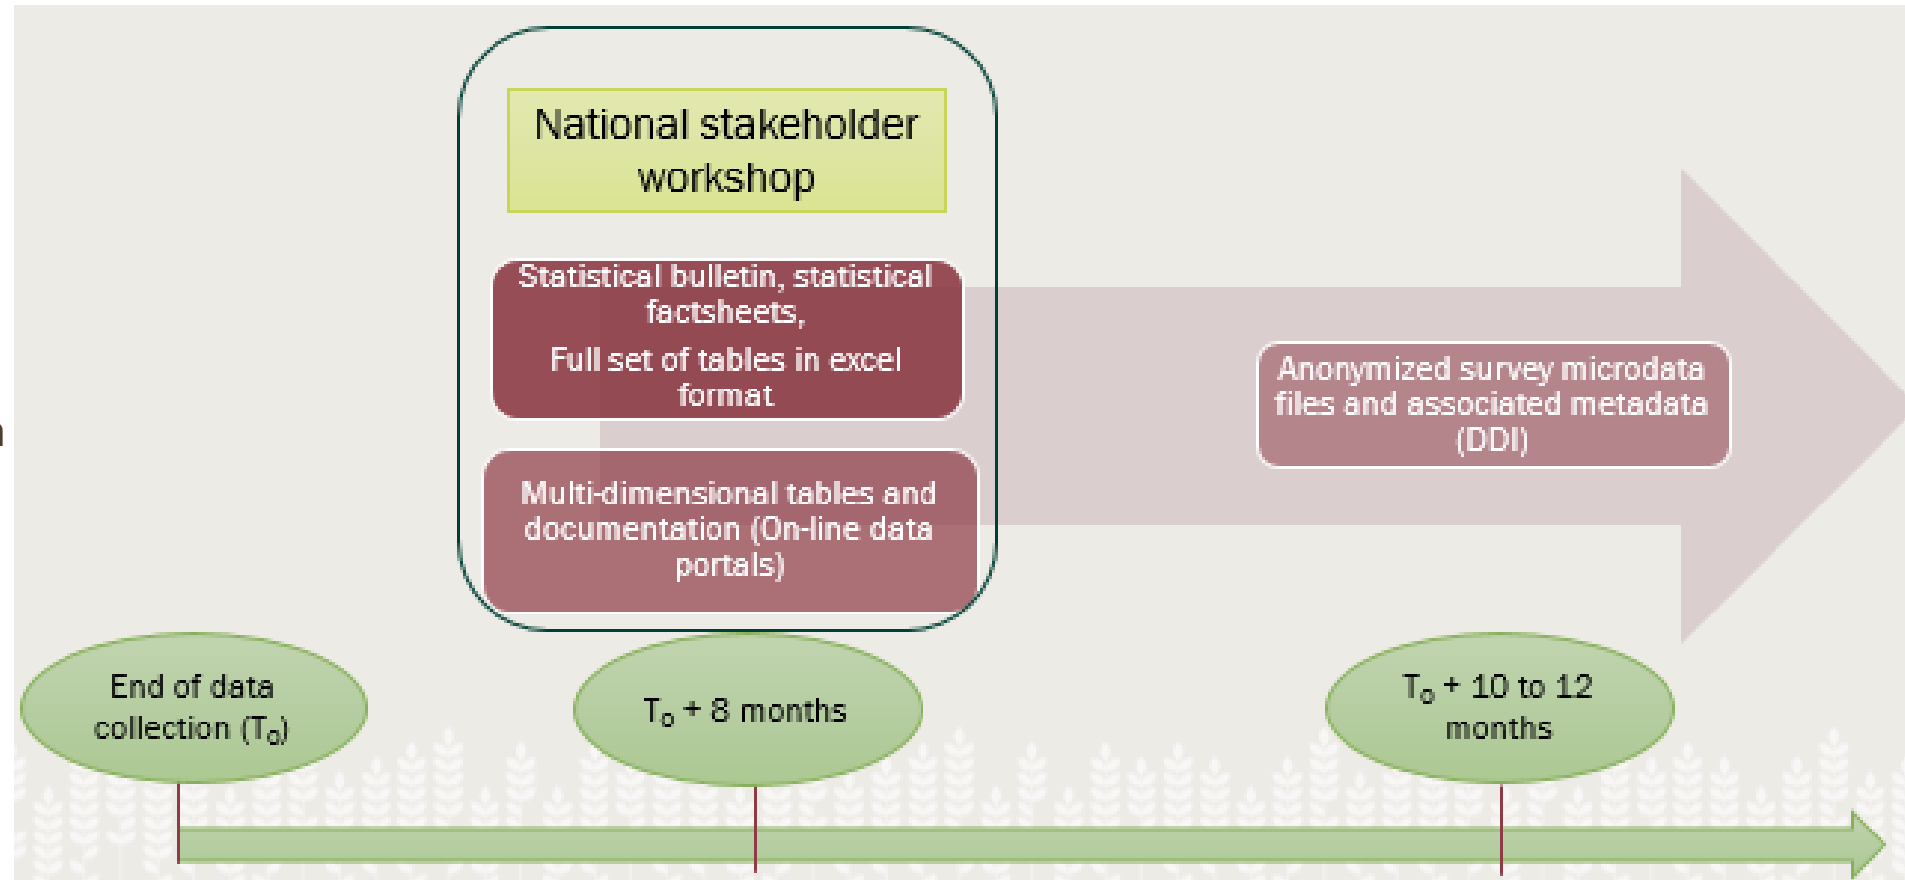 National stakeholder
workshop
Statistical bulletin, statistical
factsheets,
Full set of tables in excel
format
Multi-dimensional tables and
documentation (On-line data
portals)
Anonymized survey microdata
files and associated metadata
(DDI)
End of data
collection (T₀)
T₀ + 8 months
T₀ + 10 to 12
months